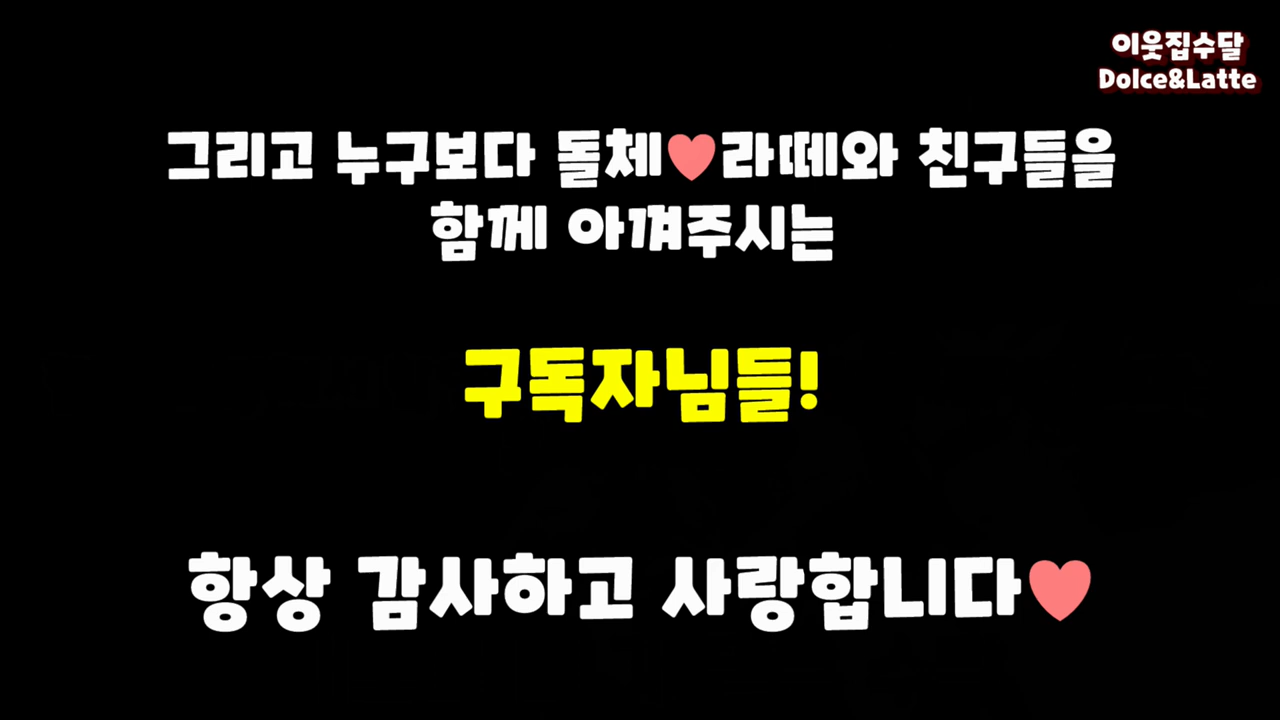 이웃집수달
Dolce&Latte
그리고 누구보다 돌체♥라떼와 친구들을
함께 아껴주시는
구독자님들!
항상 감사하고 사랑합니다♥